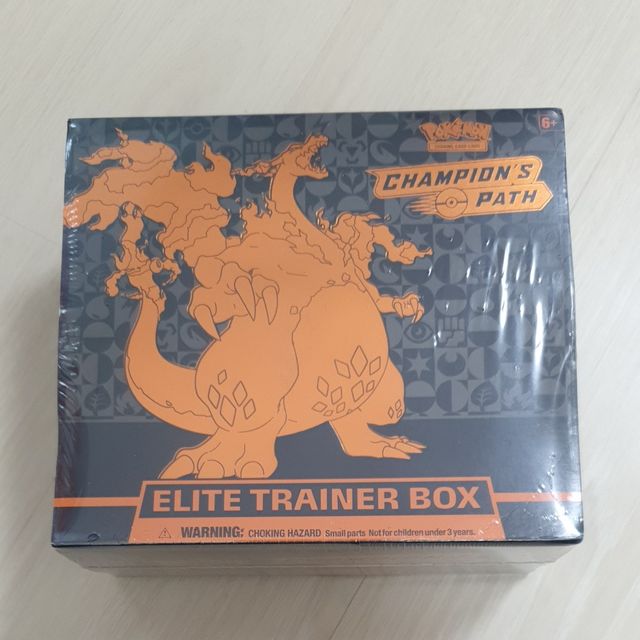 Pokémon
TRADING CARD GAME
6+
CHAMPION'S
PATH
ELITE TRAINER BOX
WARNING: CHOKING HAZARD Small parts Not for children under 3 years.